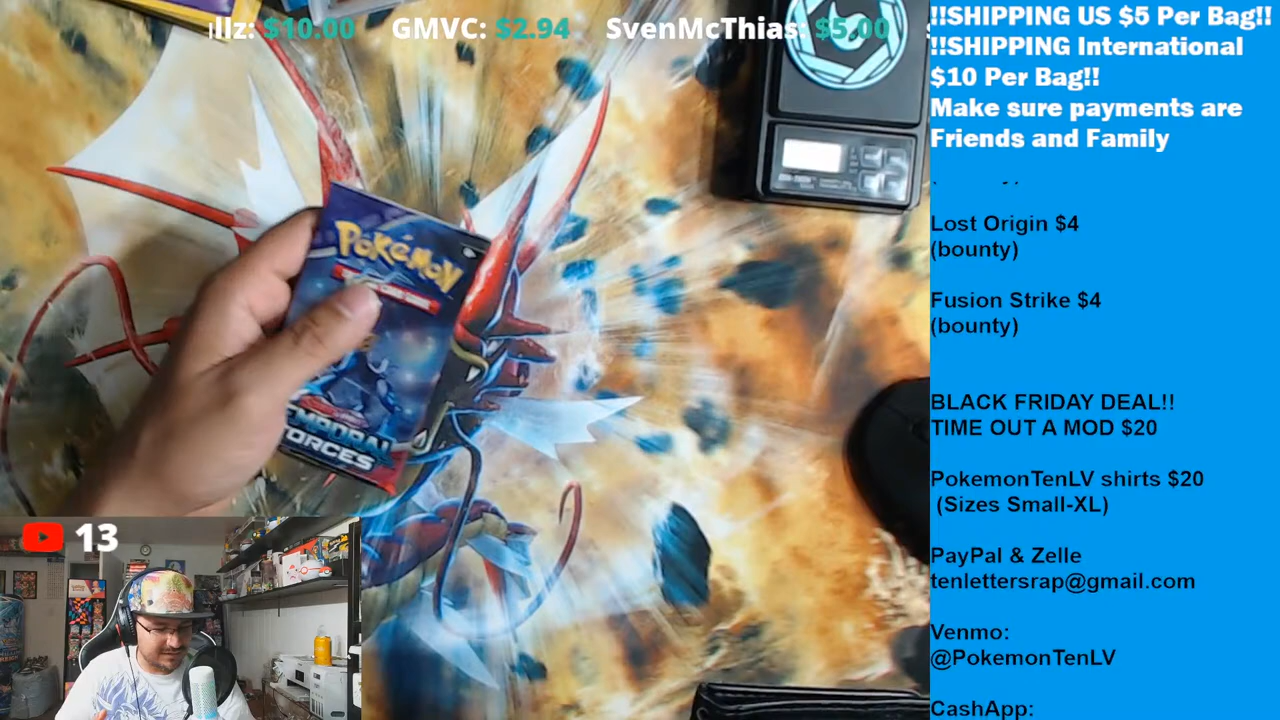 llz: $10.00 GMVC: $2.94 SvenMcThias: $5.00
!!SHIPPING US $5 Per Bag!!
!!SHIPPING International
$10 Per Bag!!
Make sure payments are
Friends and Family
Lost Origin $4
(bounty)
Fusion Strike $4
(bounty)
BLACK FRIDAY DEAL!!
TIME OUT A MOD $20
PokemonTenLV shirts $20
(Sizes Small-XL)
PayPal & Zelle
tenlettersrap@gmail.com
Venmo:
@PokemonTenLV
CashApp:
POKéMON
FORCES
13